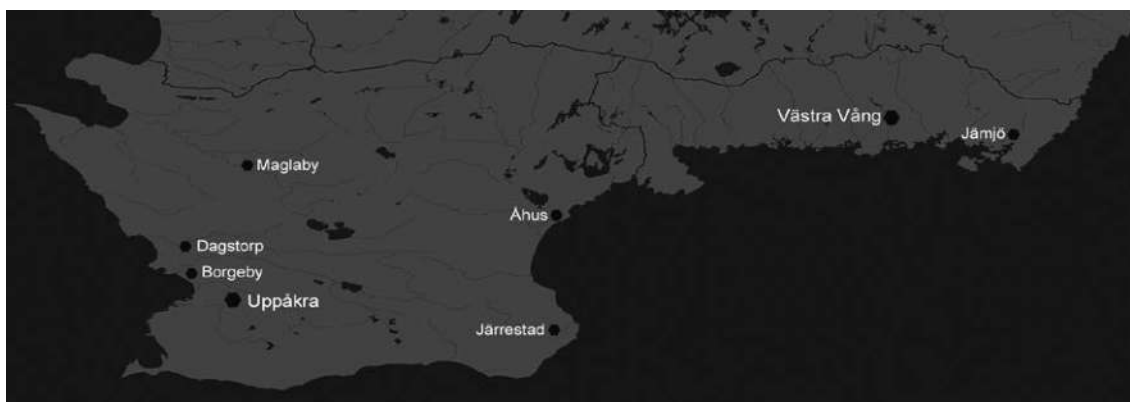 Västra Vång
Jämjö
Maglaby
Åhus
Dagstorp
Borgeby
Uppåkra
Järrestad